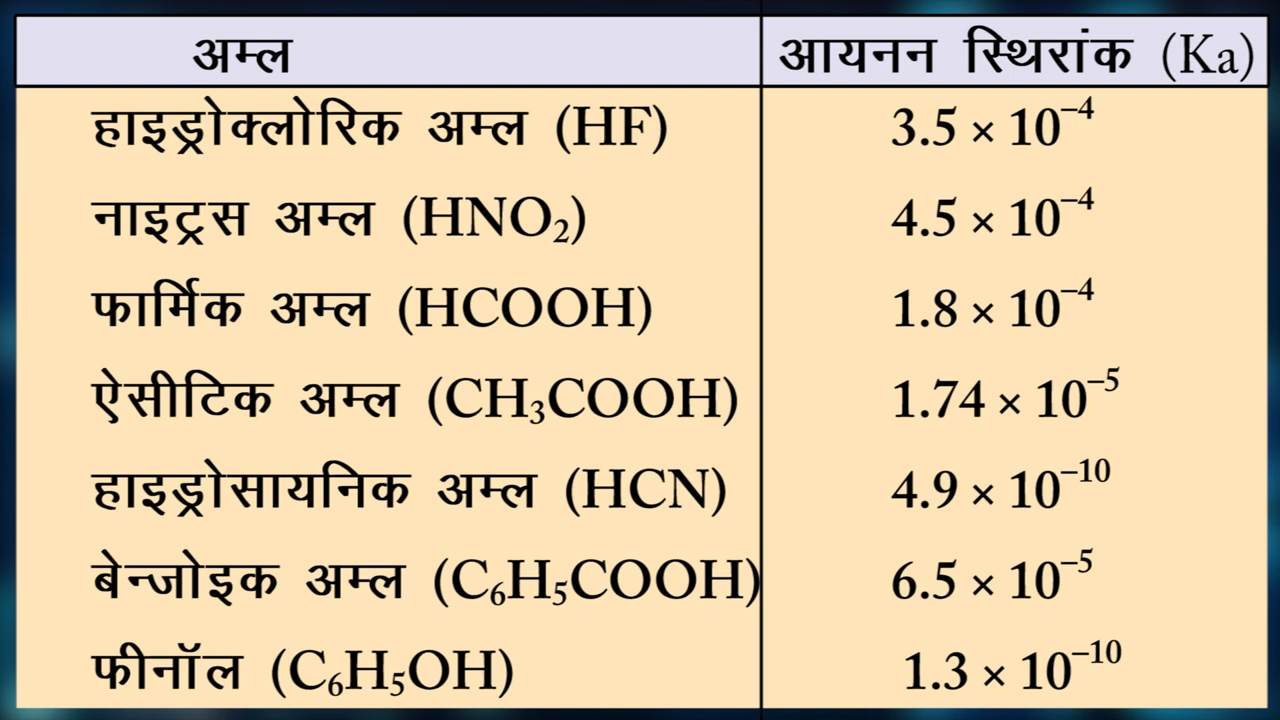 अम्ल आयनन स्थिरांक (Ka)
हाइड्रोक्लोरिक अम्ल (HF) 3.5 × 10⁻⁴
नाइट्रस अम्ल (HNO₂) 4.5 × 10⁻⁴
फार्मिक अम्ल (HCOOH) 1.8 × 10⁻⁴
ऐसीटिक अम्ल (CH₃COOH) 1.74 × 10⁻⁵
हाइड्रोसायनिक अम्ल (HCN) 4.9 × 10⁻¹⁰
बेन्जोइक अम्ल (C₆H₅COOH) 6.5 × 10⁻⁵
फीनॉल (C₆H₅OH) 1.3 × 10⁻¹⁰